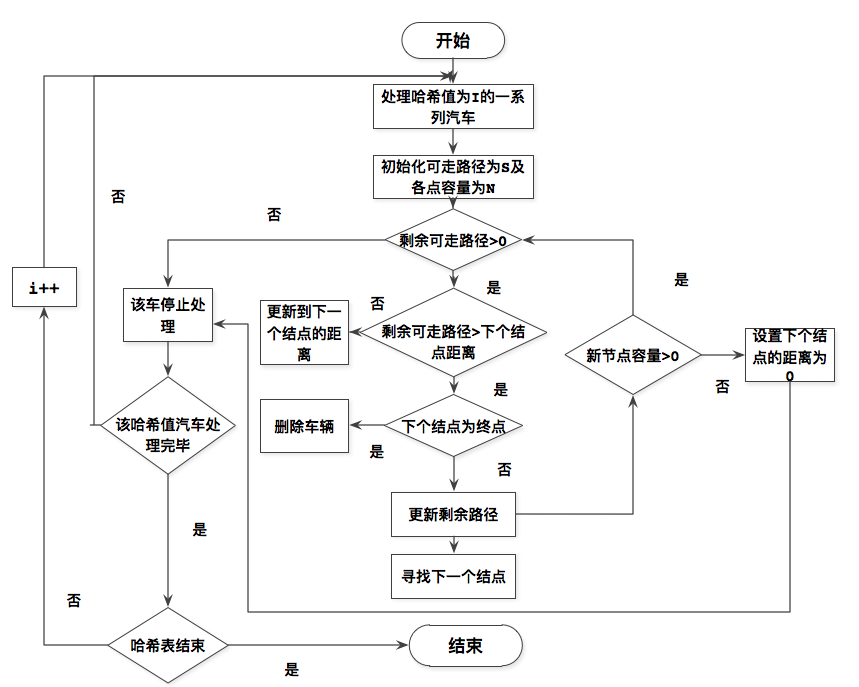 开始
处理哈希值为I的一系
列汽车
初始化可走路径为S及
各点容量为N
否
否
剩余可走路径>0
是
是
i++
该车停止处
理
更新到下一
个结点的距
离
否
剩余可走路径>下个结
点距离
新节点容量>0
否
设置下个结
点的距离为
0
是
该哈希值汽车处
理完毕
删除车辆
是
下个结点为终点
否
更新剩余路径
是
寻找下一个结点
否
哈希表结束
是
结束